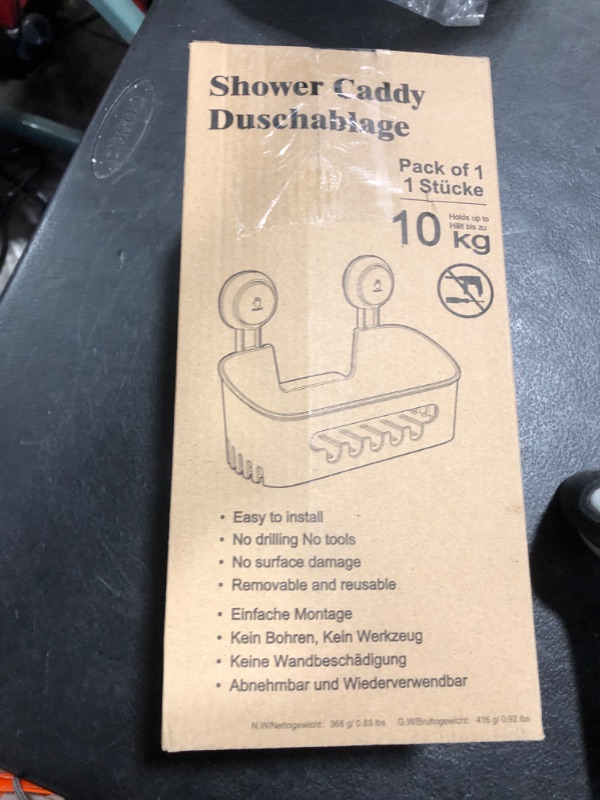 Shower Caddy
Duschablage
Pack of 1
1 Stücke
10 kg
Holds up to
Hält bis zu
• Easy to install
• No drilling No tools
• No surface damage
• Removable and reusable
• Einfache Montage
• Kein Bohren, Kein Werkzeug
• Keine Wandbeschädigung
• Abnehmbar und Wiederverwendbar
N.W/Nettogewicht: 366 g/ 0.83 lbs G.W/Bruttogewicht: 416 g/ 0.92 lbs